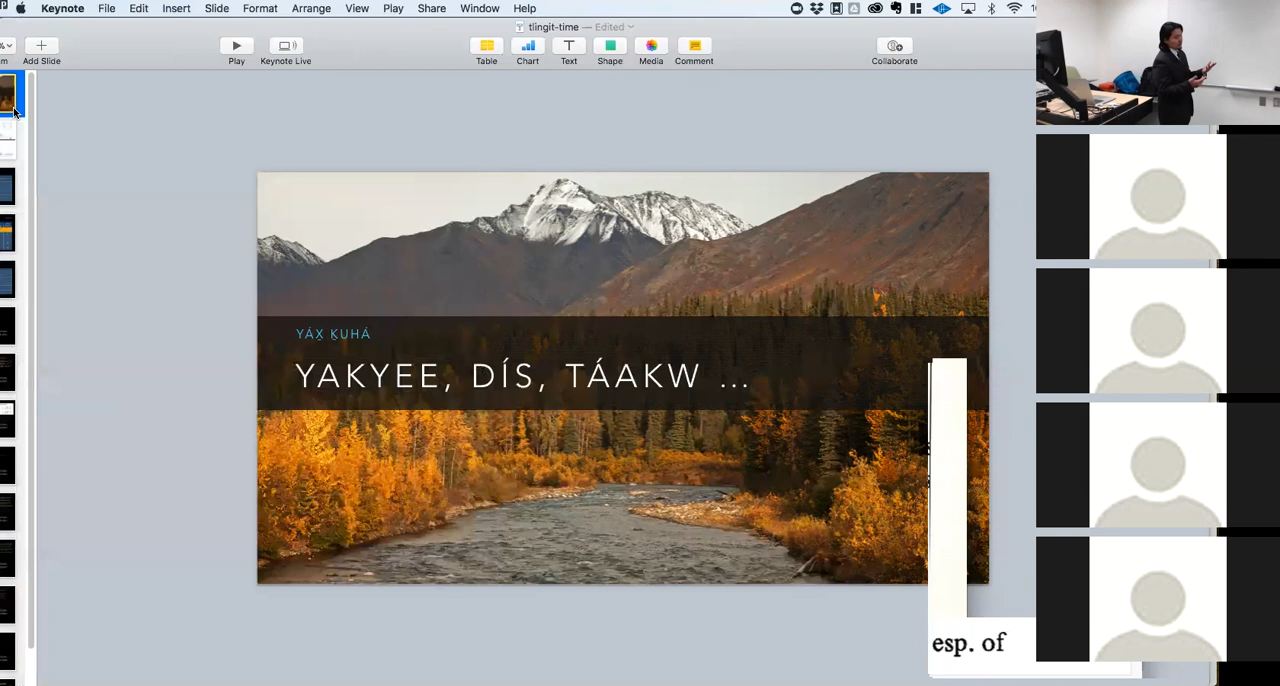 Keynote File Edit Insert Slide Format Arrange View Play Share Window Help
tlingit-time — Edited
Add Slide Play Keynote Live Table Chart Text Shape Media Comment Collaborate
YÁX̱ ḴUHÁ
YAKYEE, DÍS, TÁAKW ...
esp. of